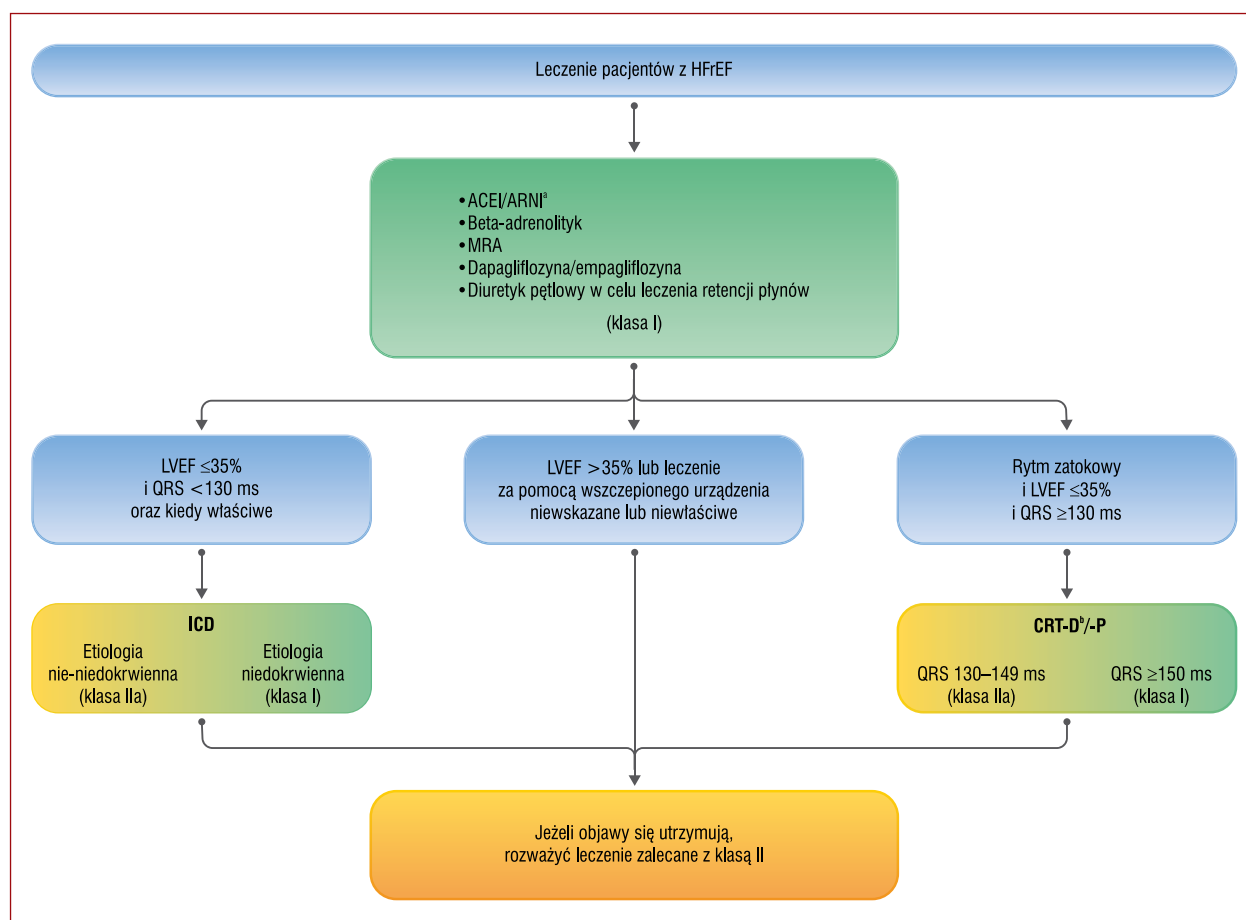 Leczenie pacjentów z HFrEF
• ACEI/ARNIª
• Beta-adrenolityk
• MRA
• Dapagliflozyna/empagliflozyna
• Diuretyk pętlowy w celu leczenia retencji płynów
(klasa I)
LVEF ≤35%
i QRS <130 ms
oraz kiedy właściwe
LVEF >35% lub leczenie
za pomocą wszczepionego urządzenia
niewskazane lub niewłaściwe
Rytm zatokowy
i LVEF ≤35%
i QRS ≥130 ms
ICD
Etiologia
nie-niedokrwienna
(klasa IIa)
Etiologia
niedokrwienna
(klasa I)
CRT-Dᵇ/-P
QRS 130–149 ms
(klasa IIa)
QRS ≥150 ms
(klasa I)
Jeżeli objawy się utrzymują,
rozważyć leczenie zalecane z klasą II